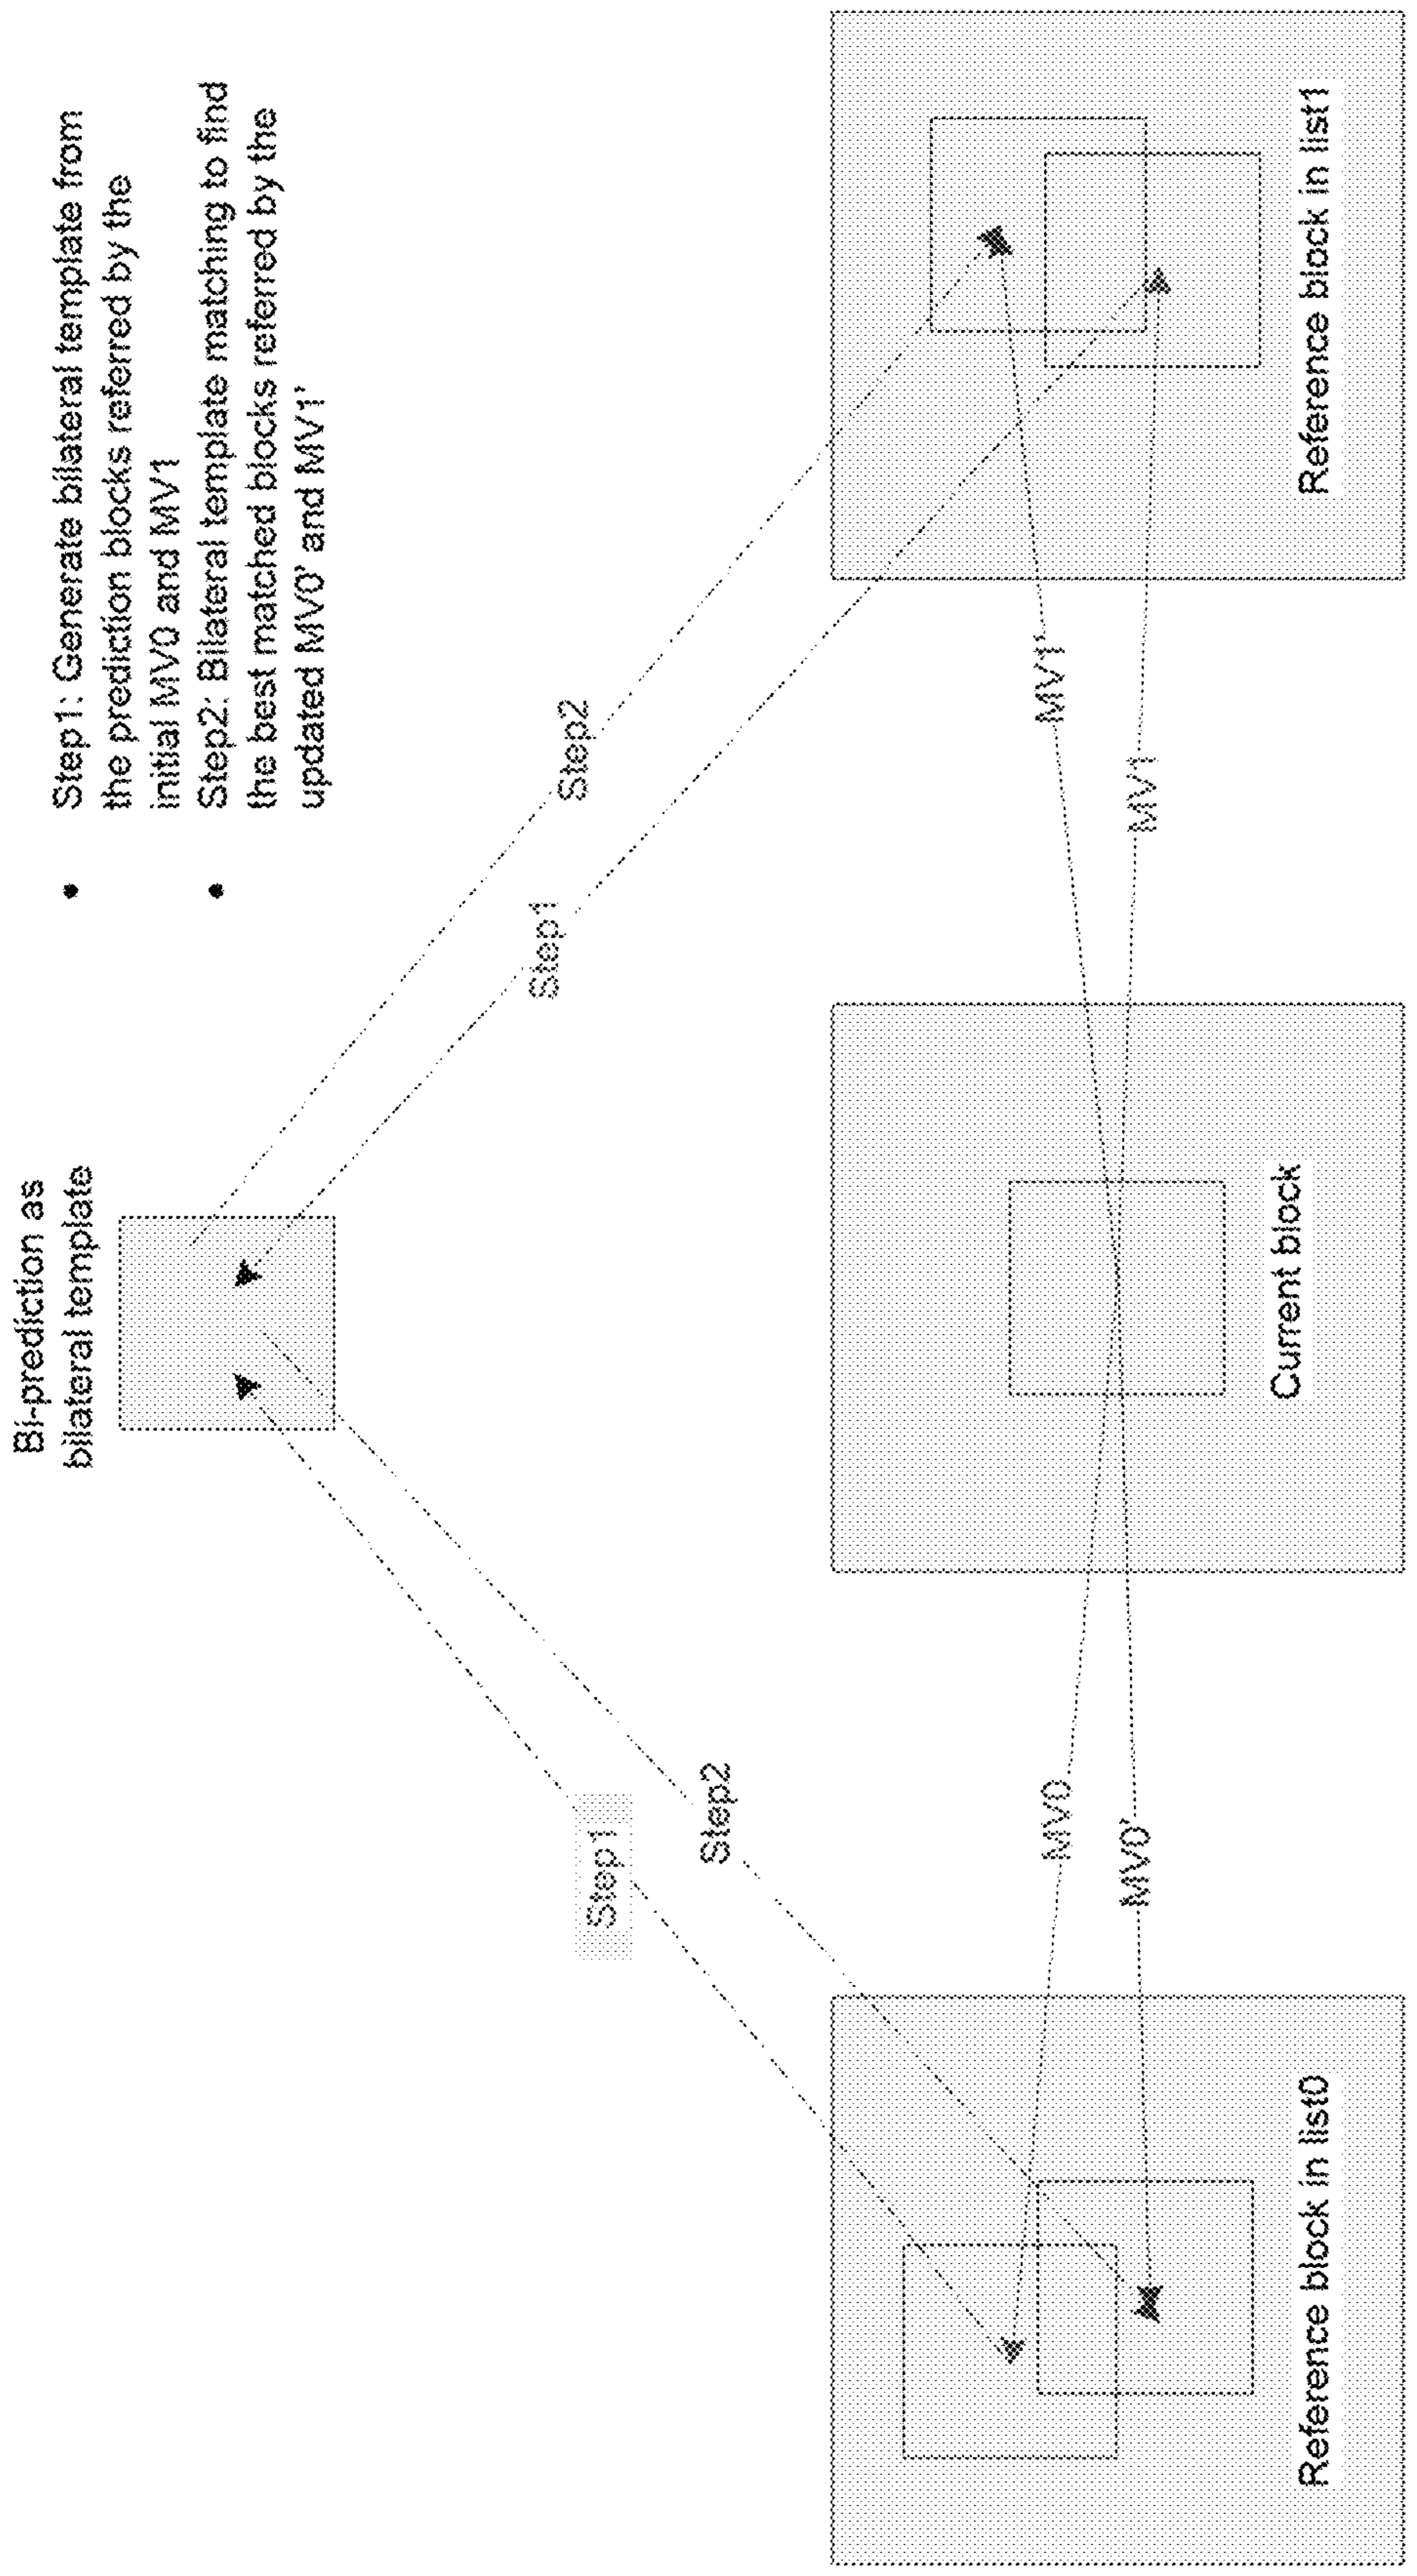 Bi-prediction as
bilateral template
• Step1: Generate bilateral template from
the prediction blocks referred by the
initial MV0 and MV1
• Step2: Bilateral template matching to find
the best matched blocks referred by the
updated MV0' and MV1'
Step1
Step2
Step1
Step2
MV0
MV0'
MV1'
MV1
Reference block in list0
Current block
Reference block in list1